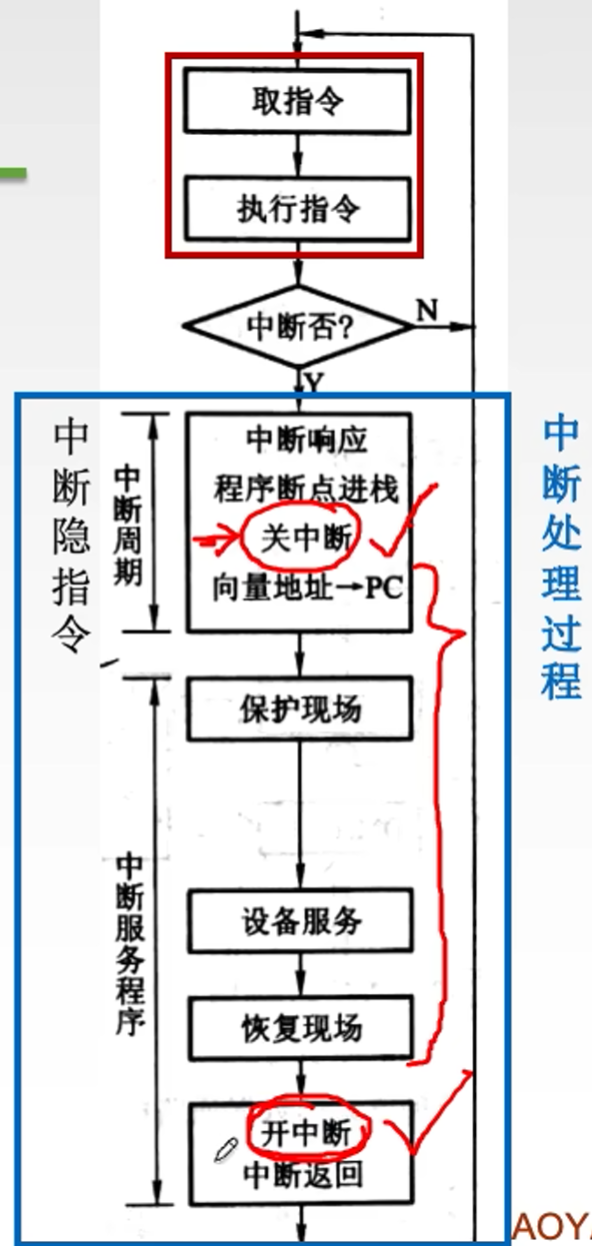 取指令
执行指令
中断否?
N
Y
中断隐指令
中断周期
中断响应
程序断点进栈
关中断
向量地址→PC
中断处理过程
保护现场
中断服务程序
设备服务
恢复现场
开中断
中断返回